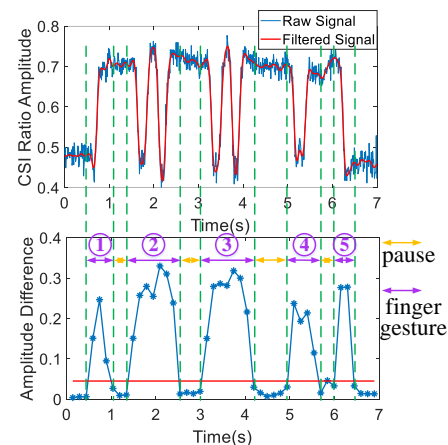 Raw Signal
Filtered Signal
CSI Ratio Amplitude
0.8
0.7
0.6
0.5
0.4
0 1 2 3 4 5 6 7
Time(s)
1 2 3 4 5
pause
finger
gesture
Amplitude Difference
0.4
0.3
0.2
0.1
0
0 1 2 3 4 5 6 7
Time(s)